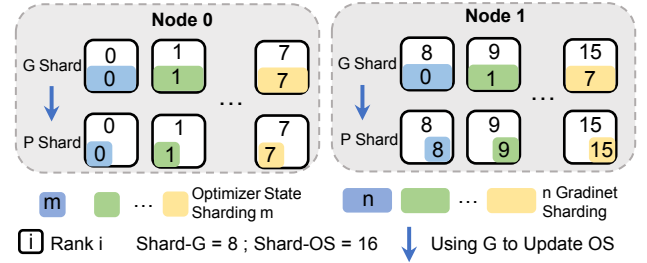 Node 0
Node 1
G Shard 0 1 7 G Shard 8 9 15
0 1 7 0 1 7
... ...
P Shard 0 1 7 P Shard 8 9 15
0 1 7 8 9 15
m ... Optimizer State Sharding m
n ... n Gradinet Sharding
i Rank i Shard-G = 8 ; Shard-OS = 16 Using G to Update OS